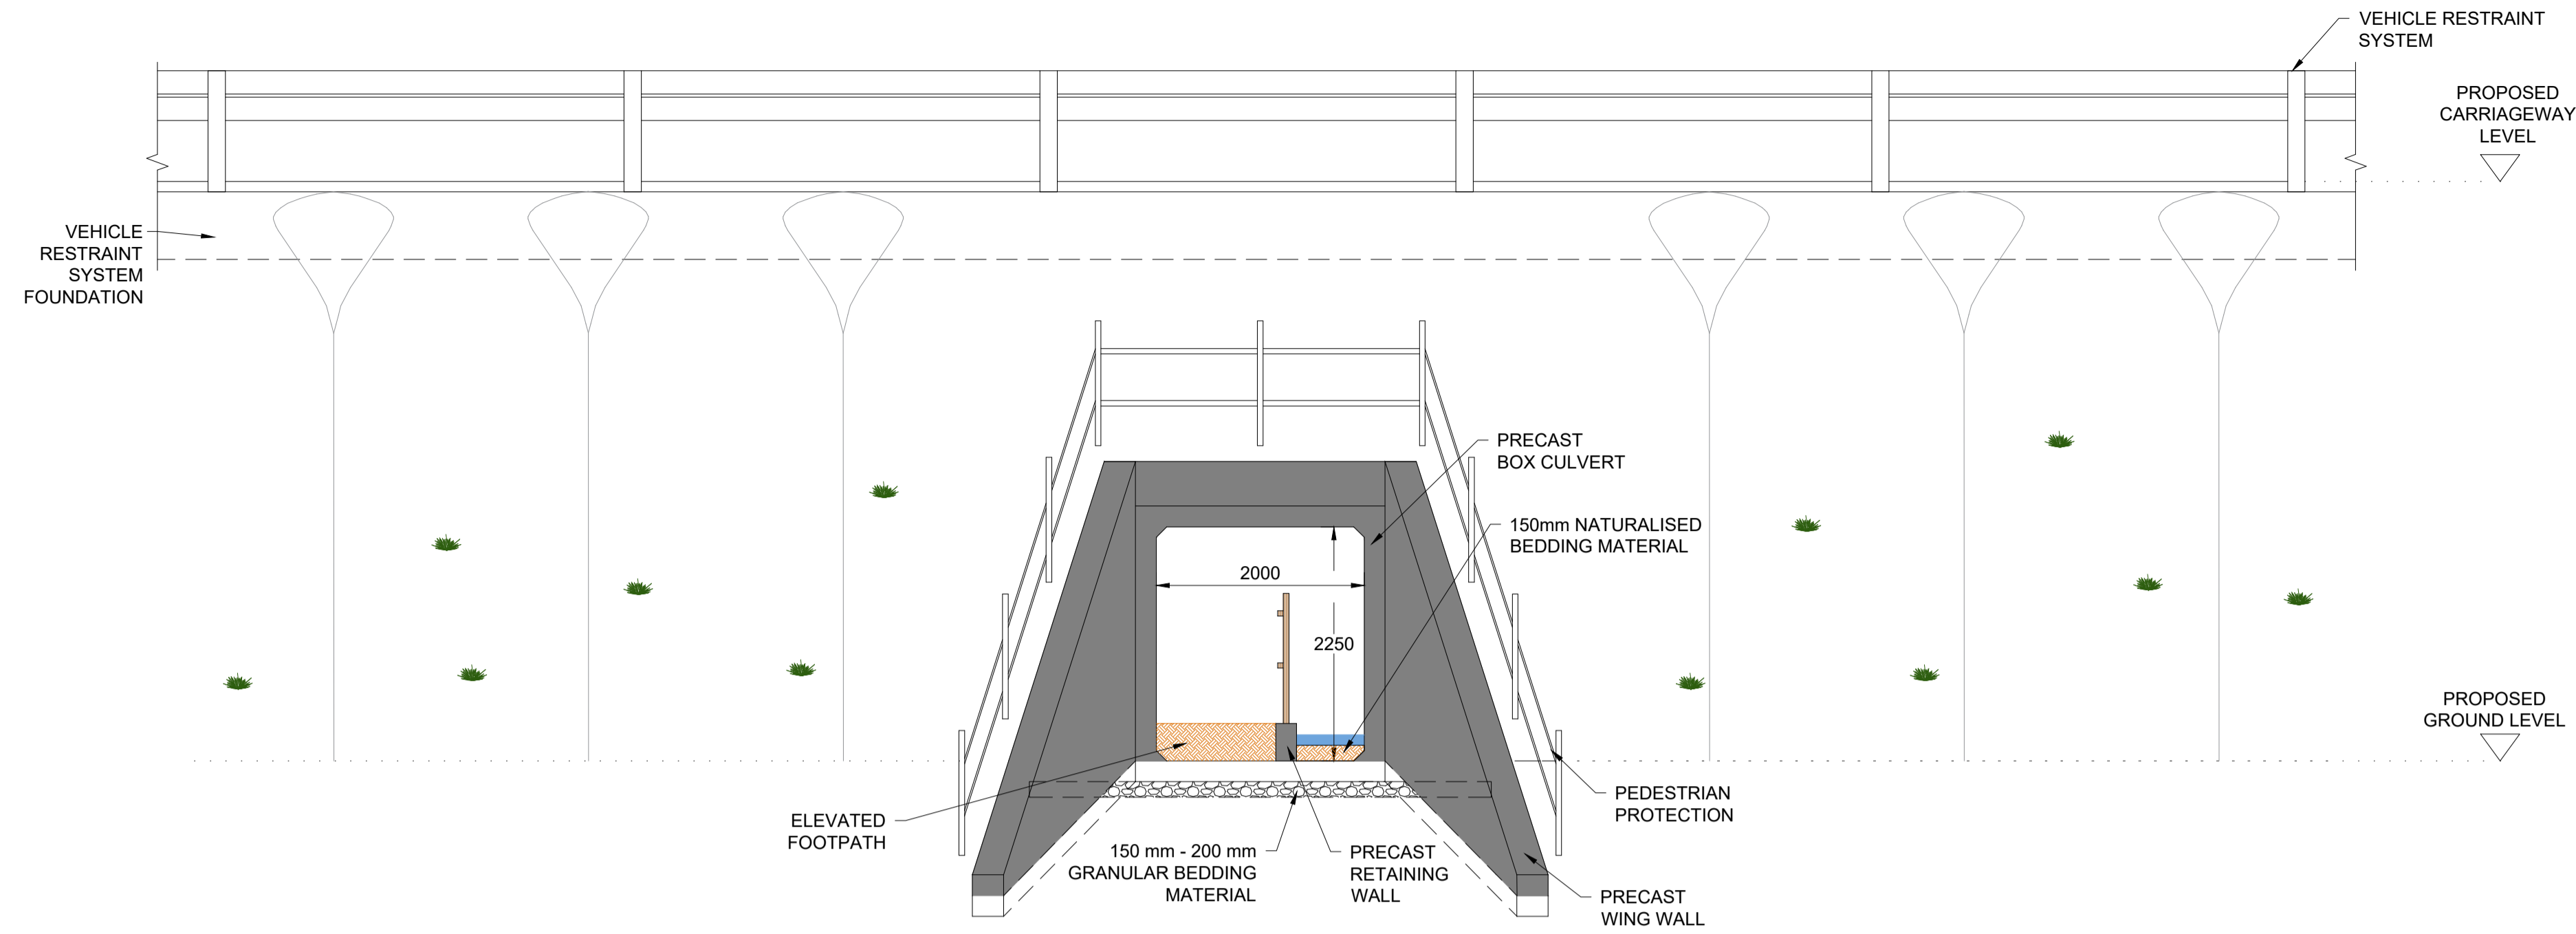 VEHICLE RESTRAINT
SYSTEM
PROPOSED
CARRIAGEWAY
LEVEL
VEHICLE
RESTRAINT
SYSTEM
FOUNDATION
PRECAST
BOX CULVERT
150mm NATURALISED
BEDDING MATERIAL
2000
2250
PROPOSED
GROUND LEVEL
PEDESTRIAN
PROTECTION
ELEVATED
FOOTPATH
150 mm - 200 mm
GRANULAR BEDDING
MATERIAL
PRECAST
RETAINING
WALL
PRECAST
WING WALL